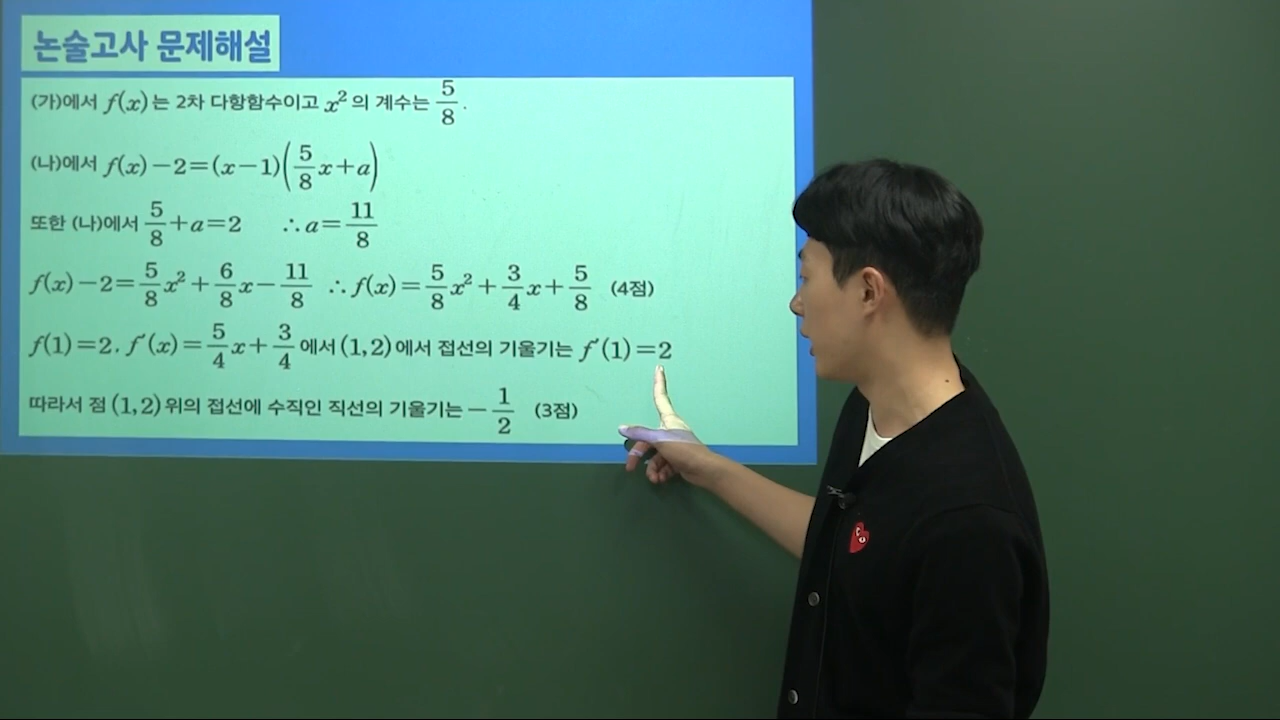 논술고사 문제해설
(가)에서 f(x)는 2차 다항함수이고 x²의 계수는 5/8.
(나)에서 f(x)−2=(x−1)(5/8x+a)
또한 (나)에서 5/8+a=2 ∴a=11/8
f(x)−2=5/8x²+6/8x−11/8 ∴f(x)=5/8x²+3/4x+5/8 (4점)
f(1)=2. f′(x)=5/4x+3/4에서 (1,2)에서 접선의 기울기는 f′(1)=2
따라서 점 (1,2)위의 접선에 수직인 직선의 기울기는 −1/2 (3점)